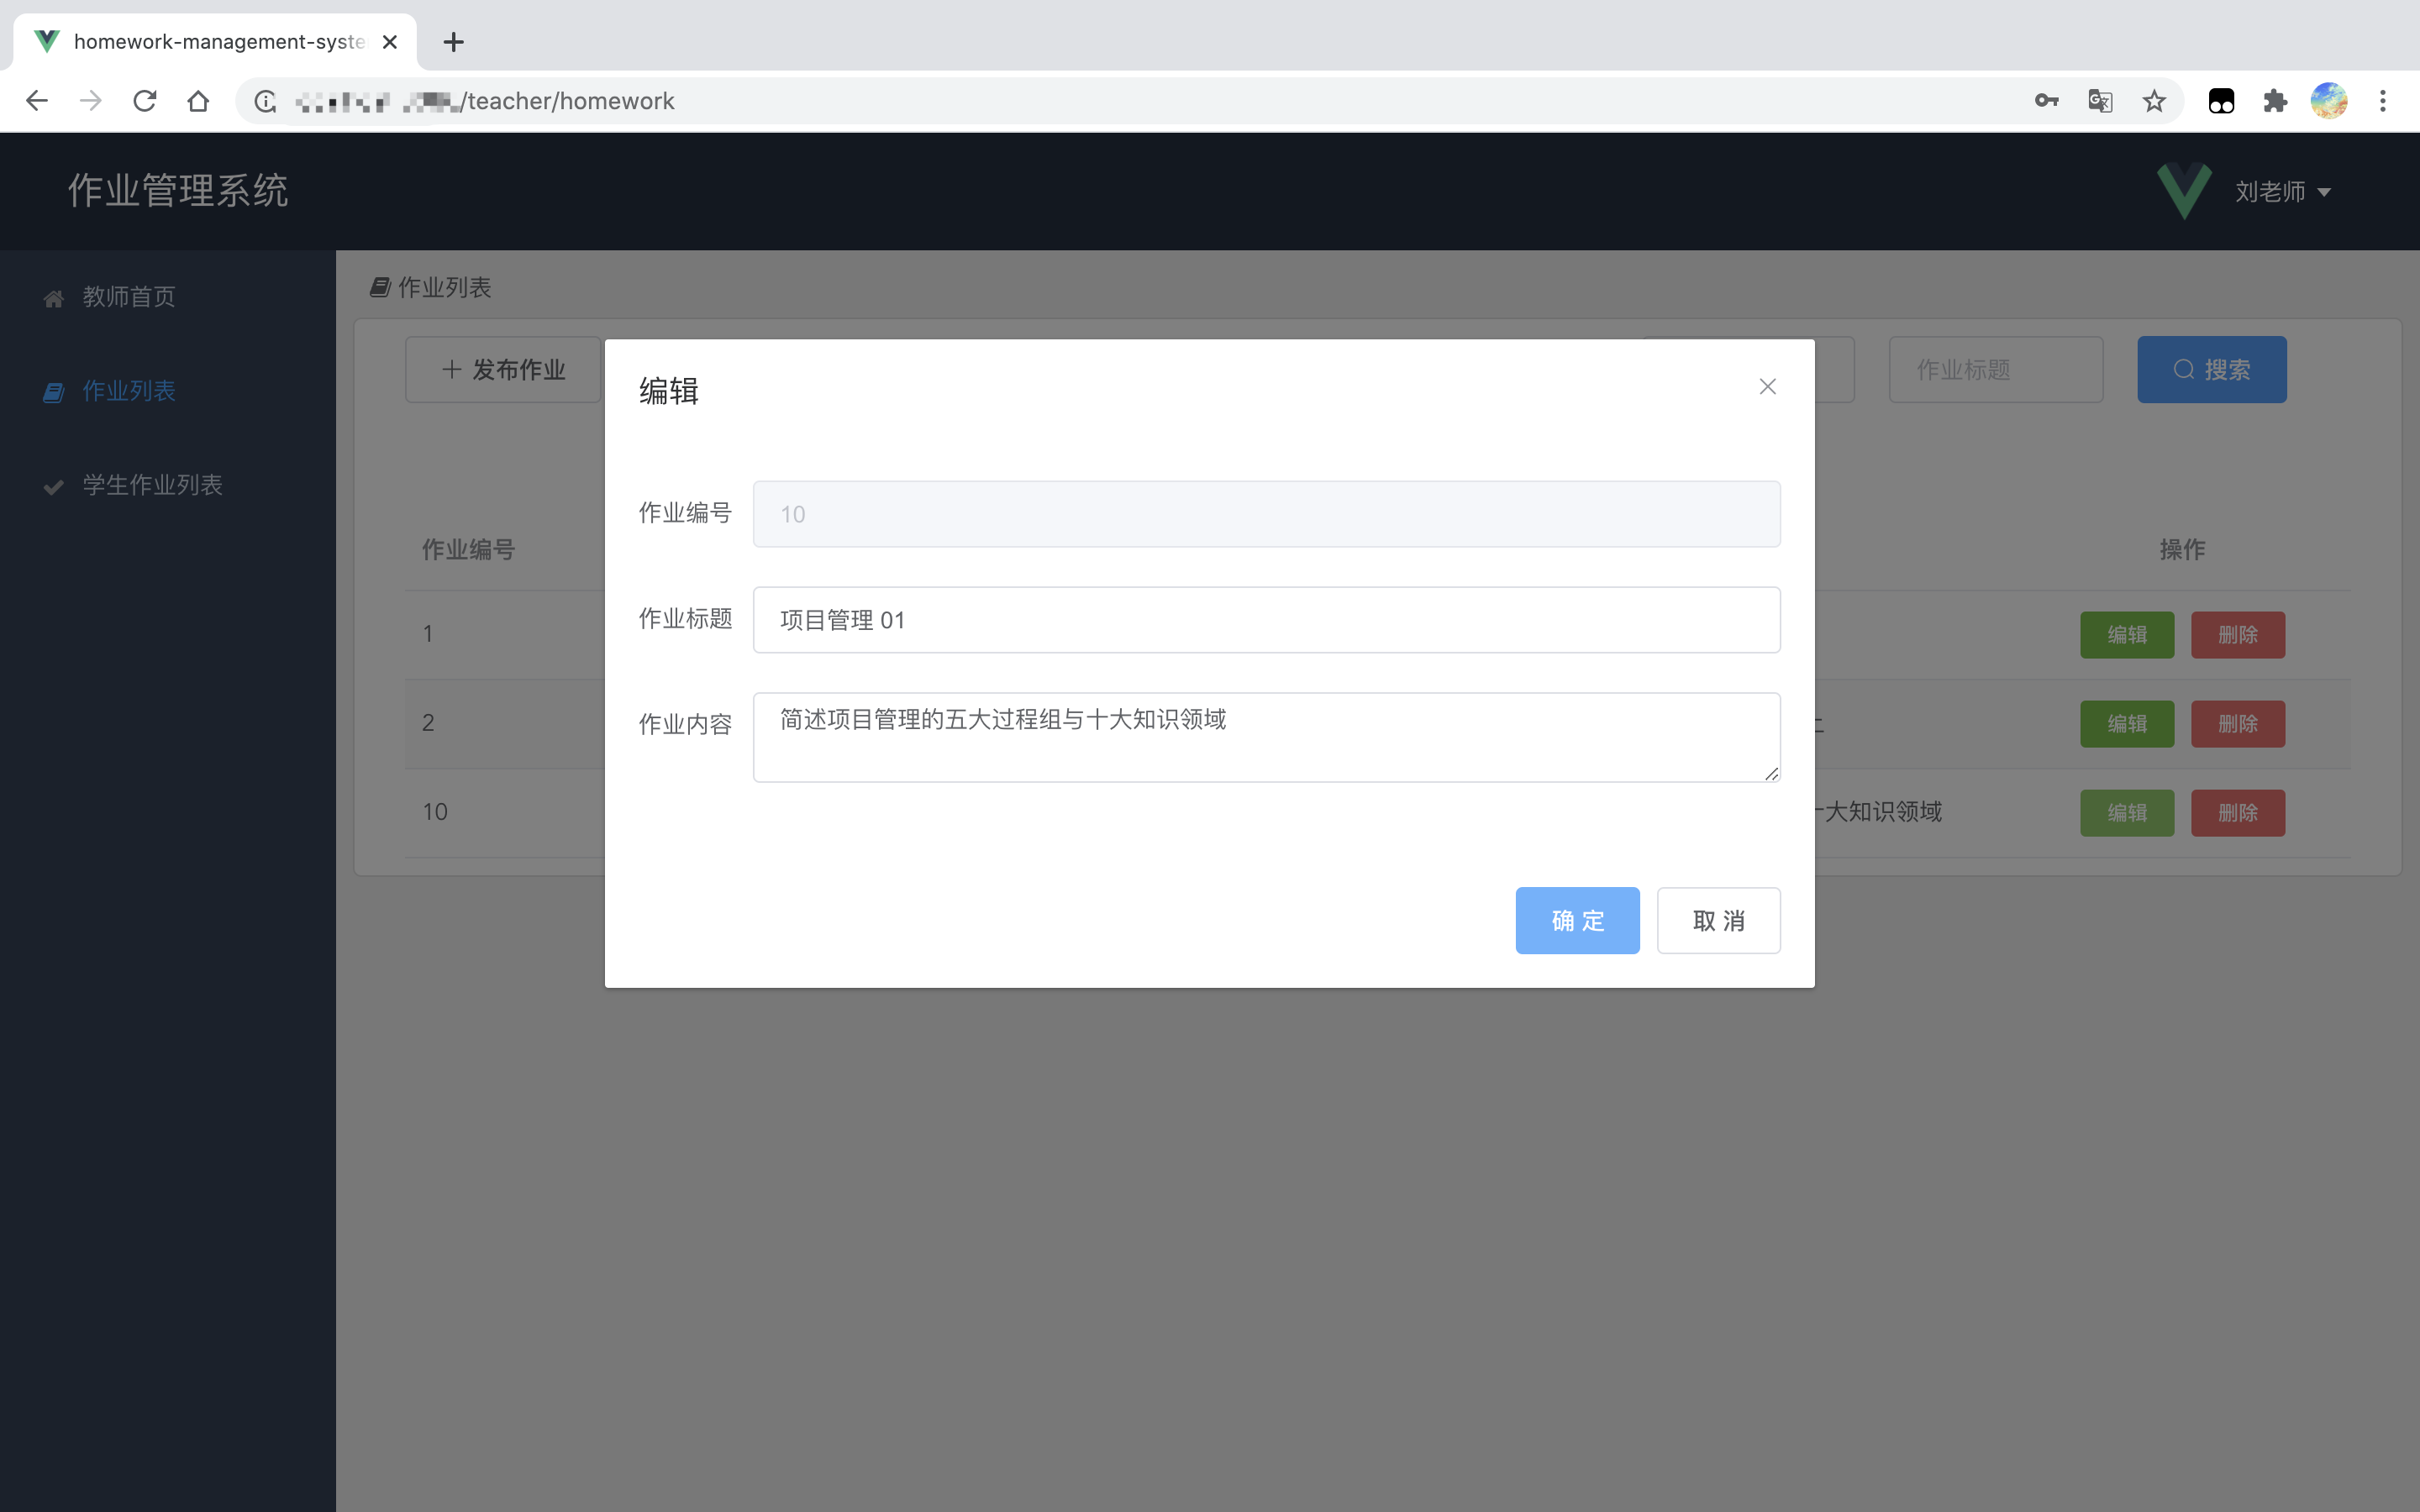 homework-management-syste
/teacher/homework
作业管理系统
刘老师
教师首页
作业列表
学生作业列表
作业列表
发布作业
作业标题
搜索
作业编号
操作
1
编辑 删除
2
编辑 删除
10
十大知识领域
编辑 删除
编辑
作业编号 10
作业标题 项目管理 01
作业内容 简述项目管理的五大过程组与十大知识领域
确 定 取 消